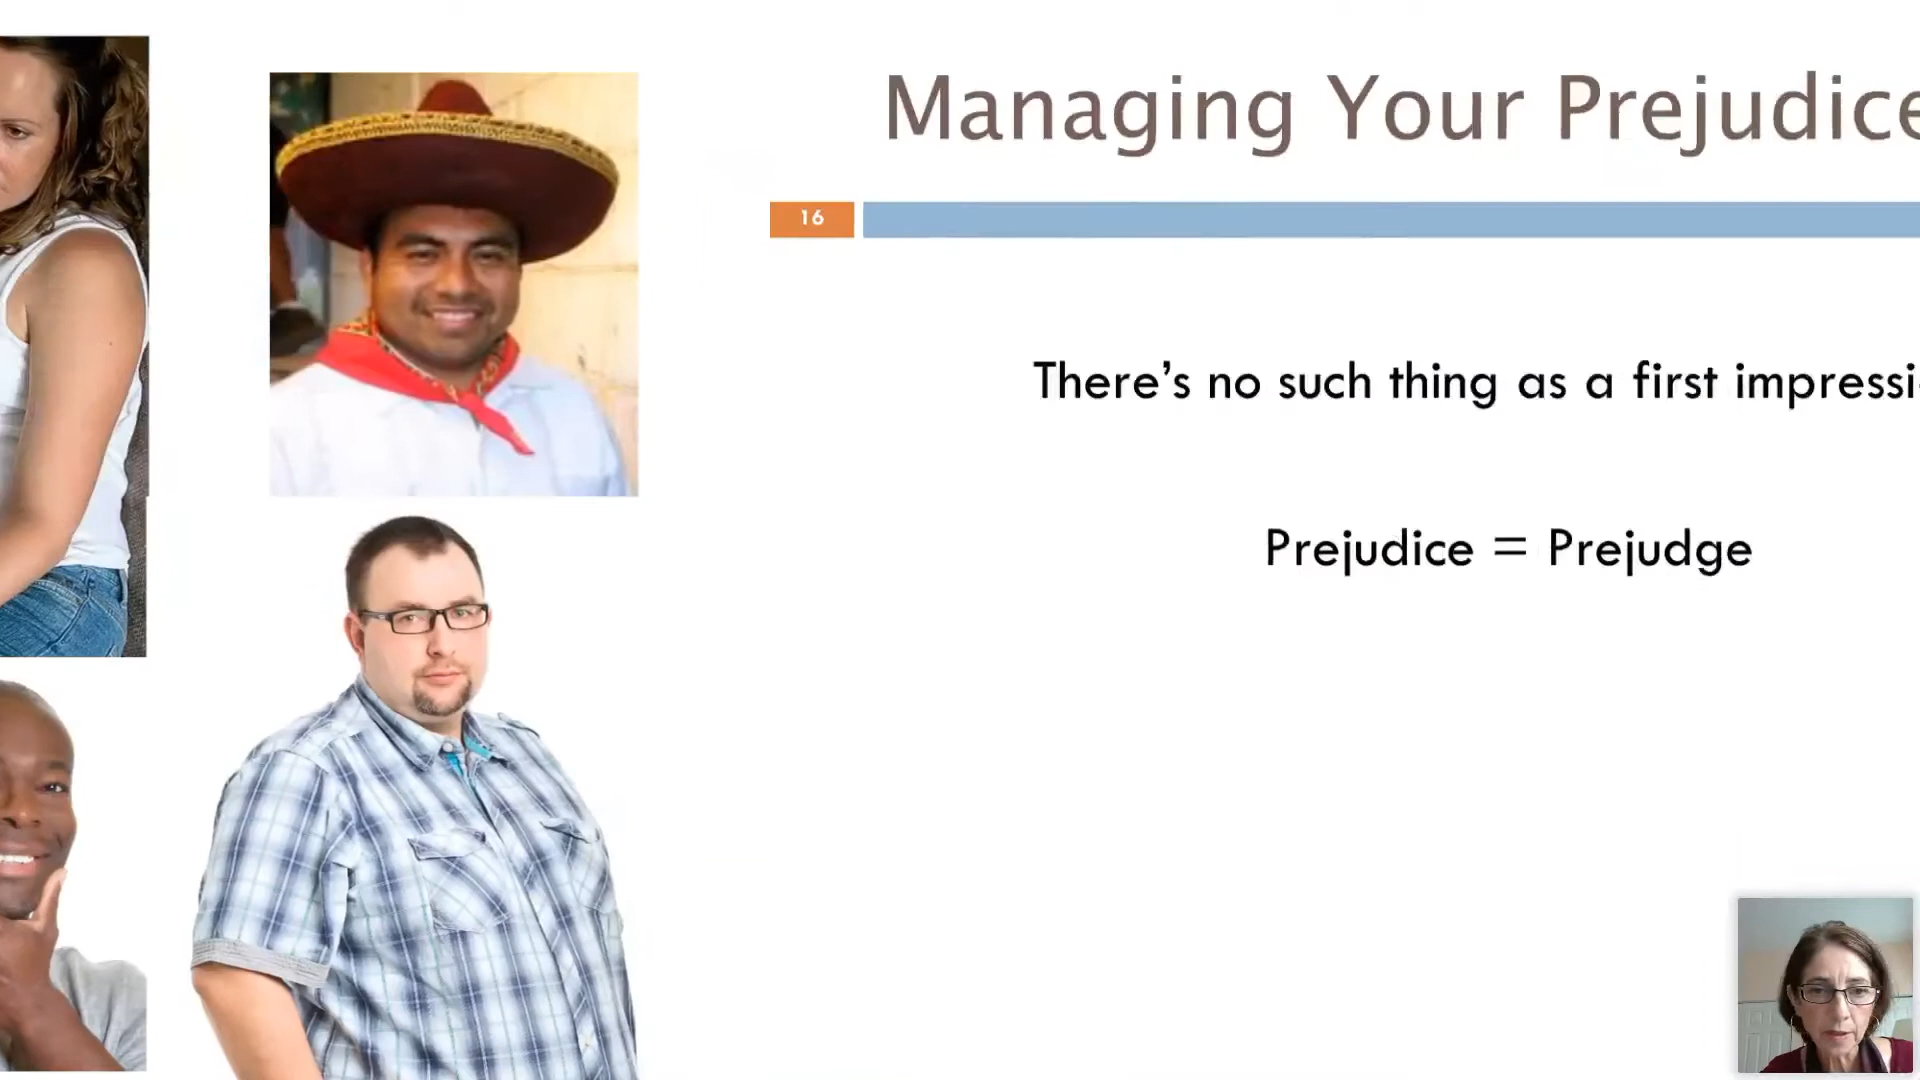 Managing Your Prejudice
16
There's no such thing as a first impressi
Prejudice = Prejudge